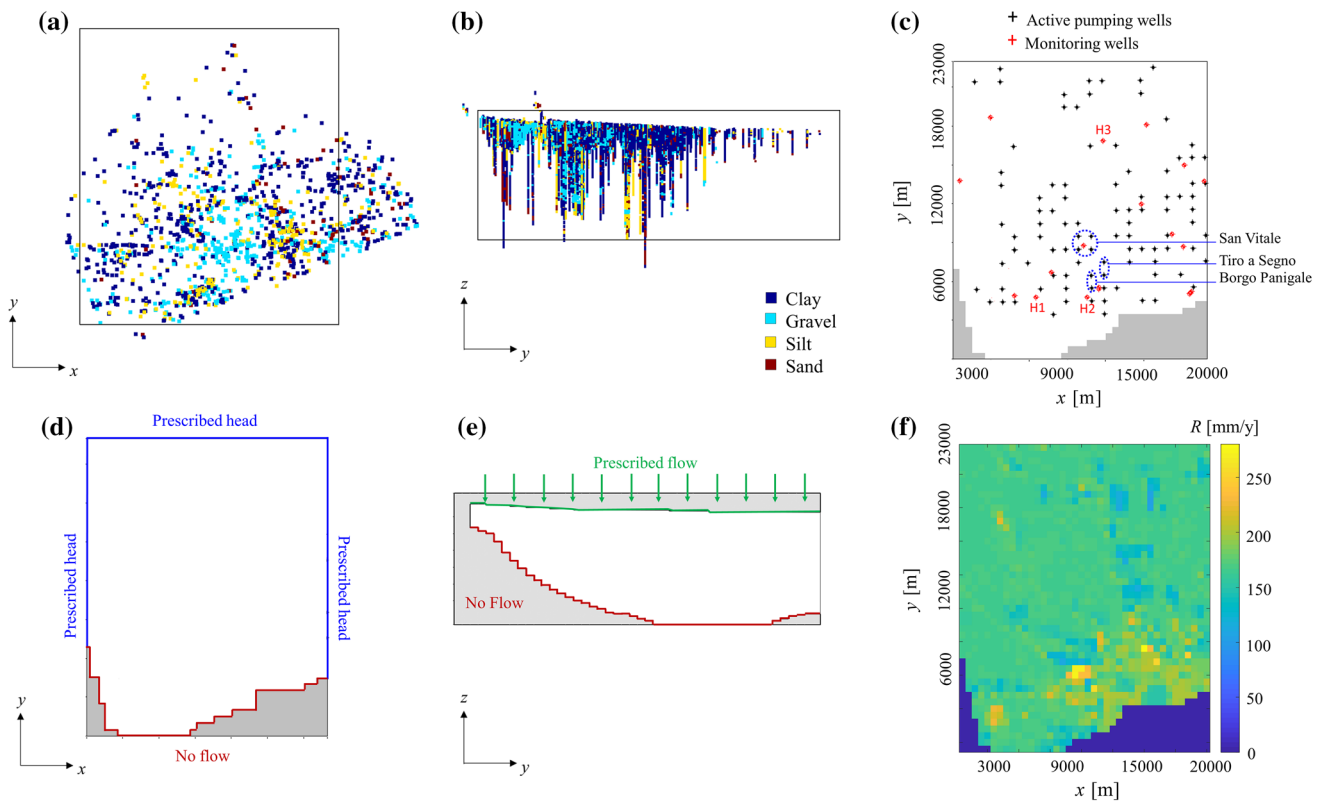 (a)
y
x
(b)
z
y
Clay
Gravel
Silt
Sand
(c)
Active pumping wells
Monitoring wells
23000
18000
12000
6000
y [m]
H3
H1
H2
San Vitale
Tiro a Segno
Borgo Panigale
3000 9000 15000 20000
x [m]
(d)
Prescribed head
Prescribed head
Prescribed head
No flow
y
x
(e)
Prescribed flow
No Flow
z
y
(f)
R [mm/y]
23000
18000
12000
6000
y [m]
250
200
150
100
50
0
3000 9000 15000 20000
x [m]